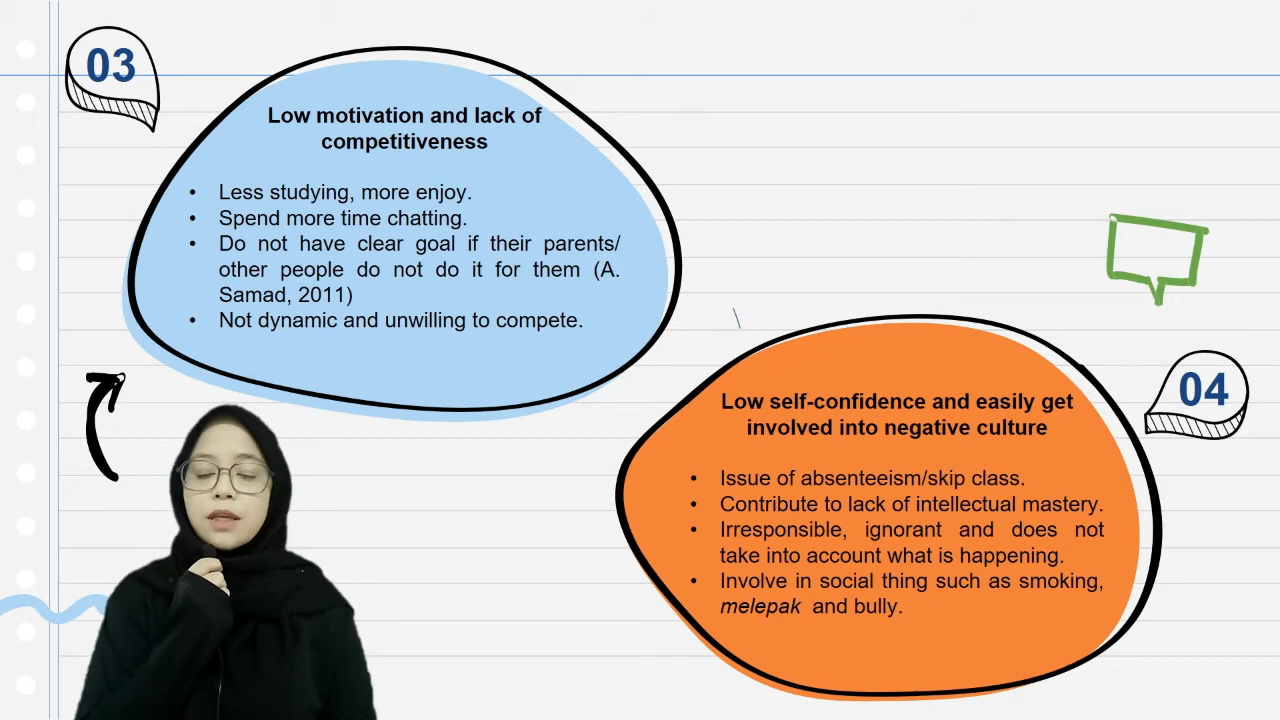 03
Low motivation and lack of
competitiveness
• Less studying, more enjoy.
• Spend more time chatting.
• Do not have clear goal if their parents/
other people do not do it for them (A.
Samad, 2011)
• Not dynamic and unwilling to compete.
04
Low self-confidence and easily get
involved into negative culture
• Issue of absenteeism/skip class.
• Contribute to lack of intellectual mastery.
• Irresponsible, ignorant and does not
take into account what is happening.
• Involve in social thing such as smoking,
melepak and bully.